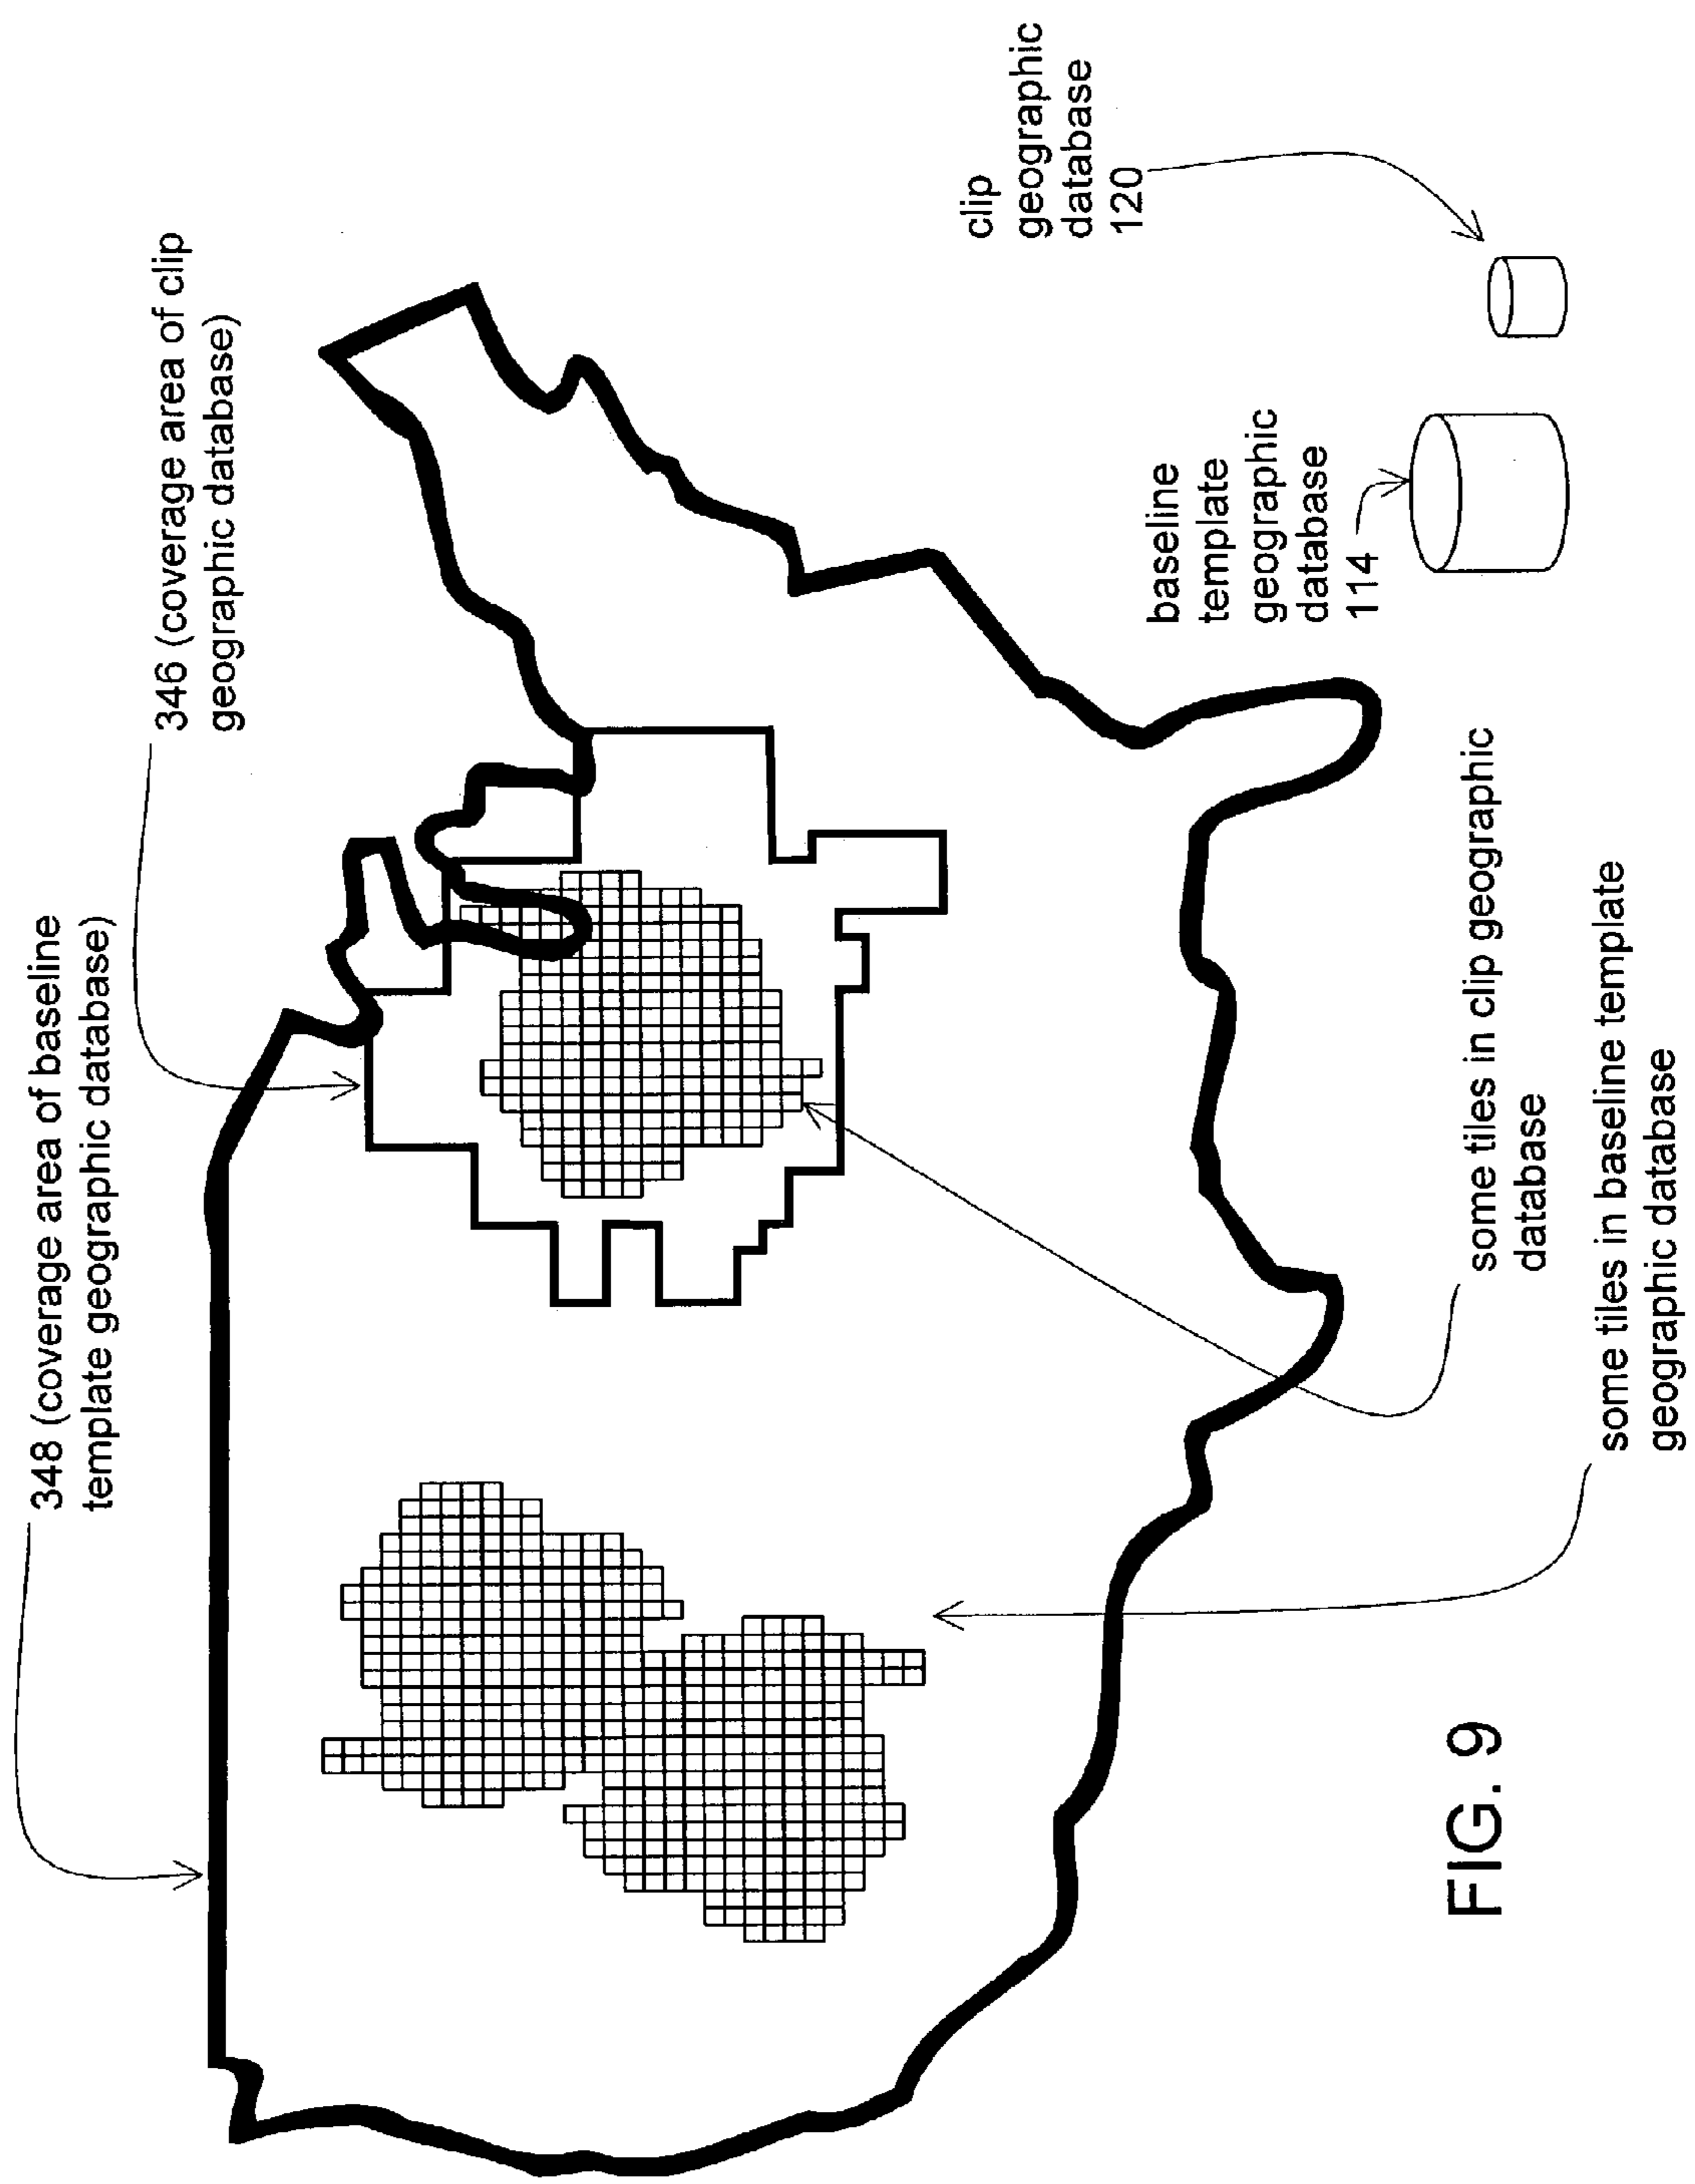 348 (coverage area of baseline
template geographic database)
346 (coverage area of clip
geographic database)
clip
geographic
database
120
baseline
template
geographic
database
114
some tiles in clip geographic
database
some tiles in baseline template
geographic database
FIG. 9